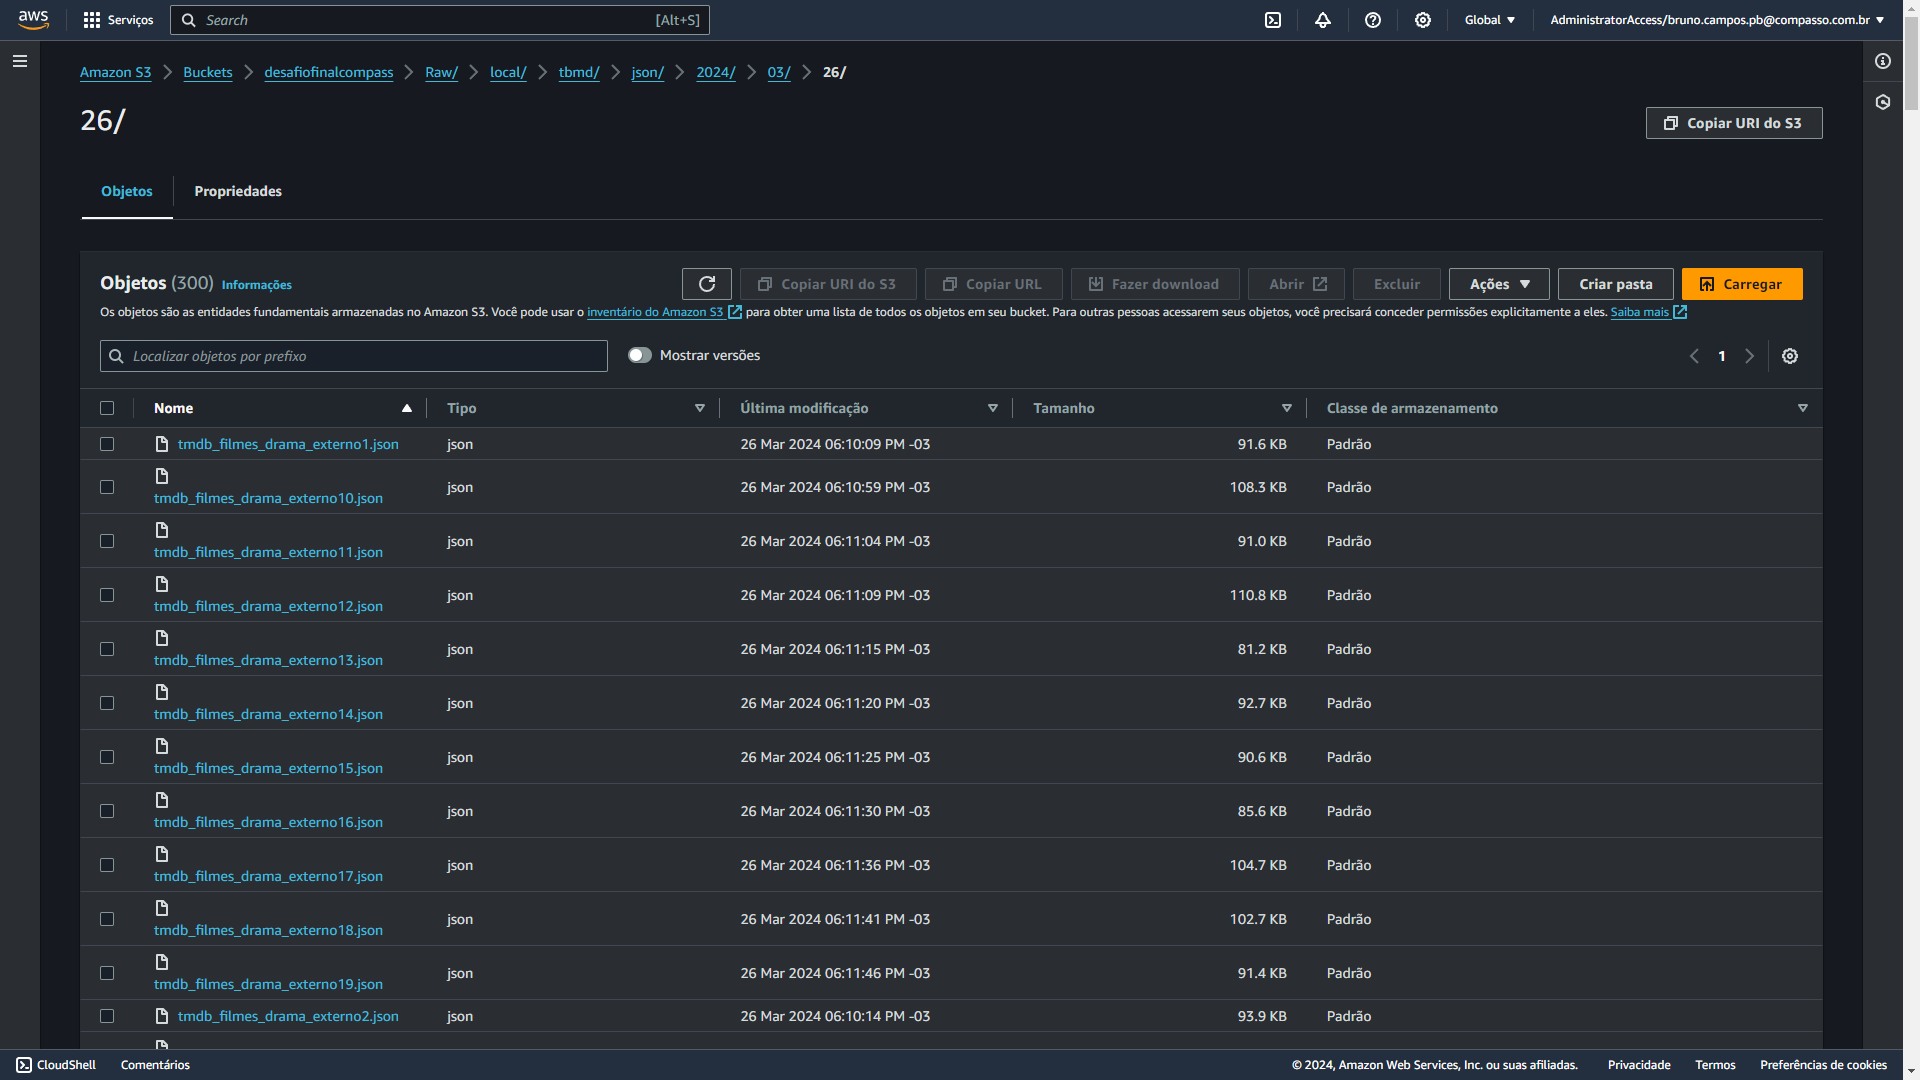 aws Serviços Search [Alt+S] Global AdministratorAccess/bruno.campos.pb@compasso.com.br
Amazon S3 Buckets desafiofinalcompass Raw/ local/ tbmd/ json/ 2024/ 03/ 26/
26/ Copiar URI do S3
Objetos Propriedades
Objetos (300) Informações Copiar URI do S3 Copiar URL Fazer download Abrir Excluir Ações Criar pasta Carregar
Os objetos são as entidades fundamentais armazenadas no Amazon S3. Você pode usar o inventário do Amazon S3 para obter uma lista de todos os objetos em seu bucket. Para outras pessoas acessarem seus objetos, você precisará conceder permissões explicitamente a eles. Saiba mais
Localizar objetos por prefixo Mostrar versões 1
Nome Tipo Última modificação Tamanho Classe de armazenamento
tmdb_filmes_drama_externo1.json json 26 Mar 2024 06:10:09 PM -03 91.6 KB Padrão
tmdb_filmes_drama_externo10.json json 26 Mar 2024 06:10:59 PM -03 108.3 KB Padrão
tmdb_filmes_drama_externo11.json json 26 Mar 2024 06:11:04 PM -03 91.0 KB Padrão
tmdb_filmes_drama_externo12.json json 26 Mar 2024 06:11:09 PM -03 110.8 KB Padrão
tmdb_filmes_drama_externo13.json json 26 Mar 2024 06:11:15 PM -03 81.2 KB Padrão
tmdb_filmes_drama_externo14.json json 26 Mar 2024 06:11:20 PM -03 92.7 KB Padrão
tmdb_filmes_drama_externo15.json json 26 Mar 2024 06:11:25 PM -03 90.6 KB Padrão
tmdb_filmes_drama_externo16.json json 26 Mar 2024 06:11:30 PM -03 85.6 KB Padrão
tmdb_filmes_drama_externo17.json json 26 Mar 2024 06:11:36 PM -03 104.7 KB Padrão
tmdb_filmes_drama_externo18.json json 26 Mar 2024 06:11:41 PM -03 102.7 KB Padrão
tmdb_filmes_drama_externo19.json json 26 Mar 2024 06:11:46 PM -03 91.4 KB Padrão
tmdb_filmes_drama_externo2.json json 26 Mar 2024 06:10:14 PM -03 93.9 KB Padrão
CloudShell Comentários © 2024, Amazon Web Services, Inc. ou suas afiliadas. Privacidade Termos Preferências de cookies